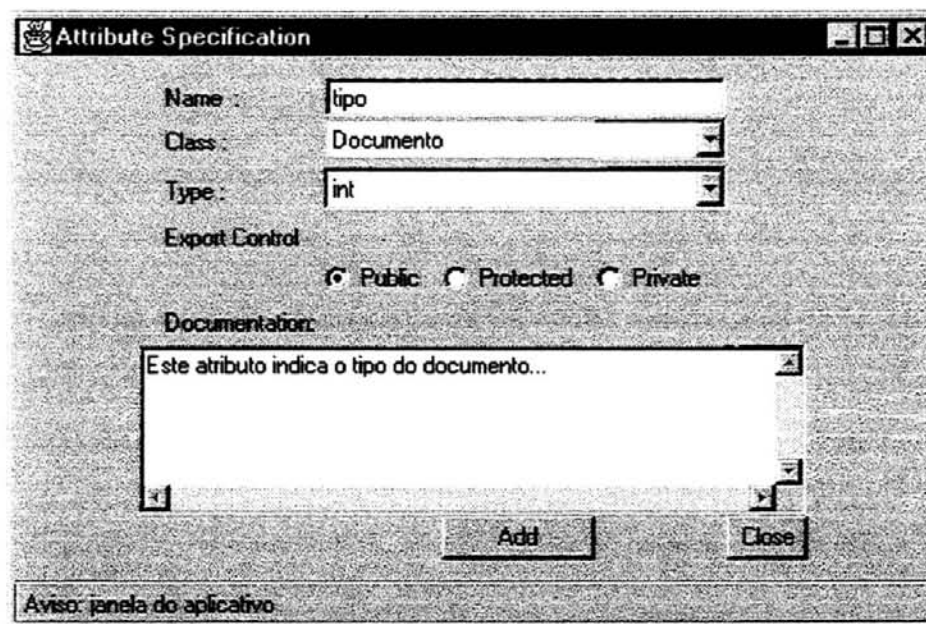 Attribute Specification
Name : tipo
Class : Documento
Type : int
Export Control
Public Protected Private
Documentation:
Este atributo indica o tipo do documento...
Add Close
Aviso: janela do aplicativo